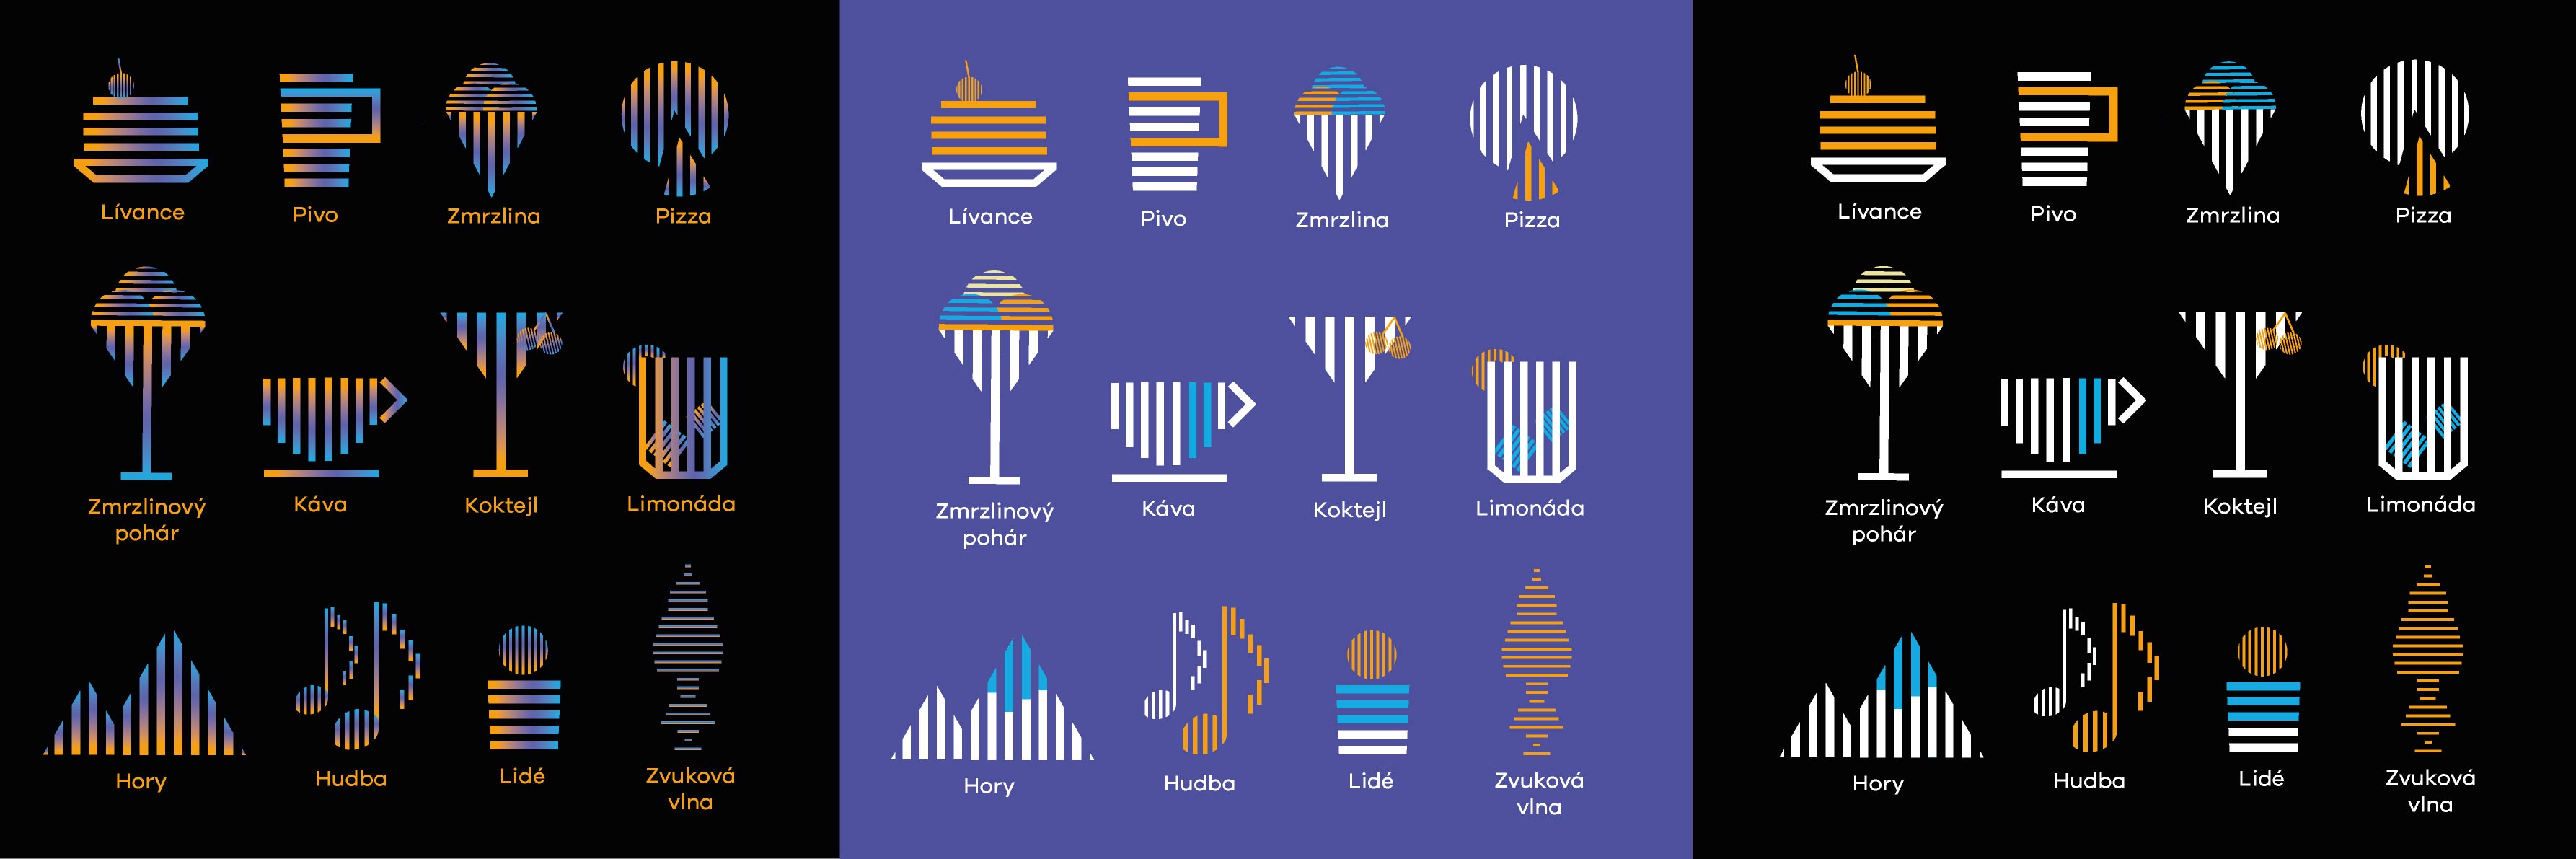 Lívance
Pivo
Zmrzlina
Pizza
Zmrzlinový
pohár
Káva
Koktejl
Limonáda
Hory
Hudba
Lidé
Zvuková
vlna
Lívance
Pivo
Zmrzlina
Pizza
Zmrzlinový
pohár
Káva
Koktejl
Limonáda
Hory
Hudba
Lidé
Zvuková
vlna
Lívance
Pivo
Zmrzlina
Pizza
Zmrzlinový
pohár
Káva
Koktejl
Limonáda
Hory
Hudba
Lidé
Zvuková
vlna